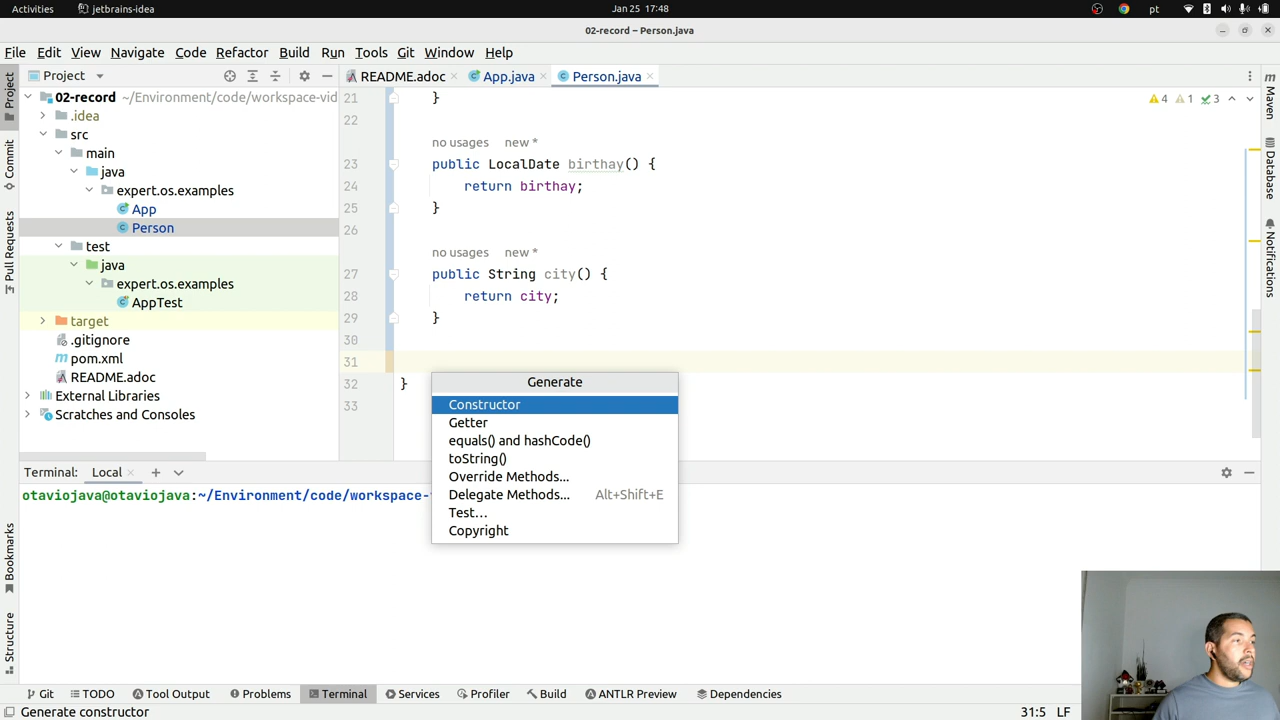 Activities
jetbrains-idea
Jan 25 17:48
pt
02-record – Person.java
File Edit View Navigate Code Refactor Build Run Tools Git Window Help
Project
README.adoc
App.java
Person.java
Project
Commit
Pull Requests
Bookmarks
Structure
02-record ~/Environment/code/workspace-vid
.idea
src
main
java
expert.os.examples
App
Person
test
java
expert.os.examples
AppTest
target
.gitignore
pom.xml
README.adoc
External Libraries
Scratches and Consoles
4 1 3
21 }
22
no usages new *
23 public LocalDate birthay() {
24 return birthay;
25 }
26
no usages new *
27 public String city() {
28 return city;
29 }
30
31
32 }
33
Generate
Constructor
Getter
equals() and hashCode()
toString()
Override Methods...
Delegate Methods... Alt+Shift+E
Test...
Copyright
Maven
Database
Notifications
Terminal: Local
otaviojava@otaviojava:~/Environment/code/workspace-
Git TODO Tool Output Problems Terminal Services Profiler Build ANTLR Preview Dependencies
Generate constructor
31:5 LF